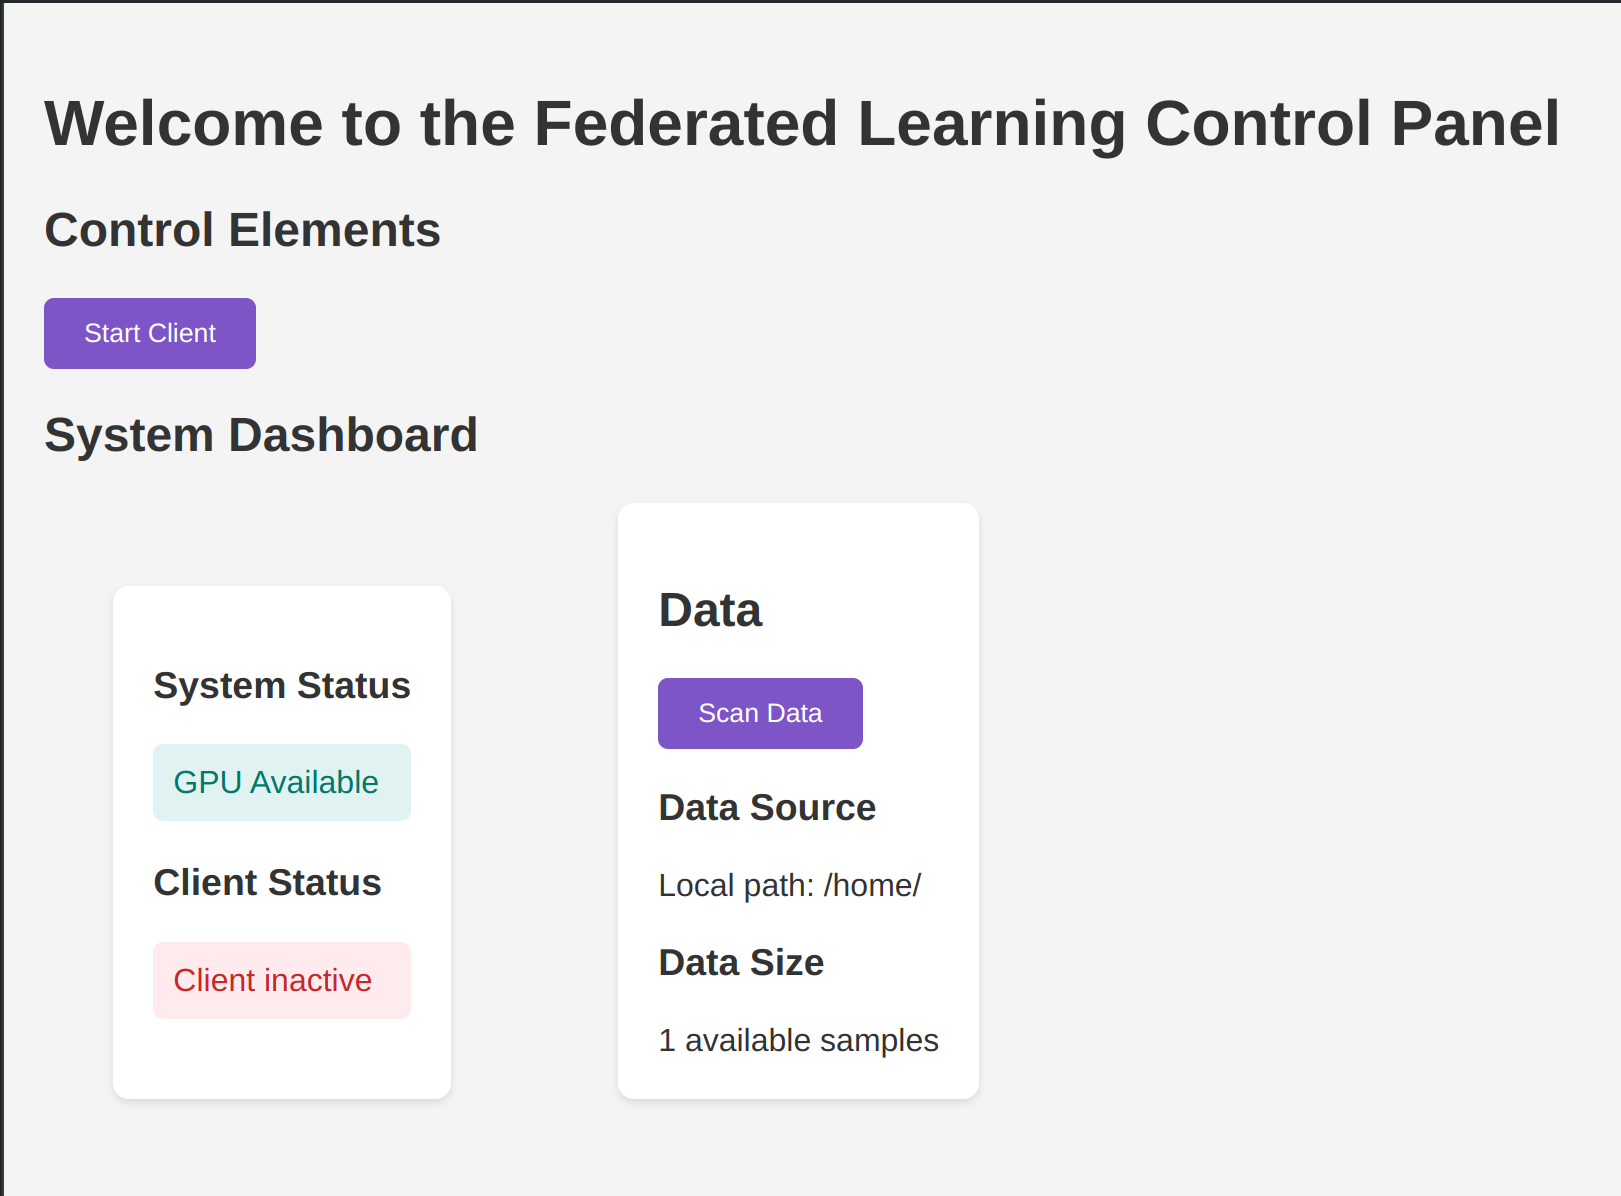 Welcome to the Federated Learning Control Panel
Control Elements
Start Client
System Dashboard
System Status
GPU Available
Client Status
Client inactive
Data
Scan Data
Data Source
Local path: /home/
Data Size
1 available samples